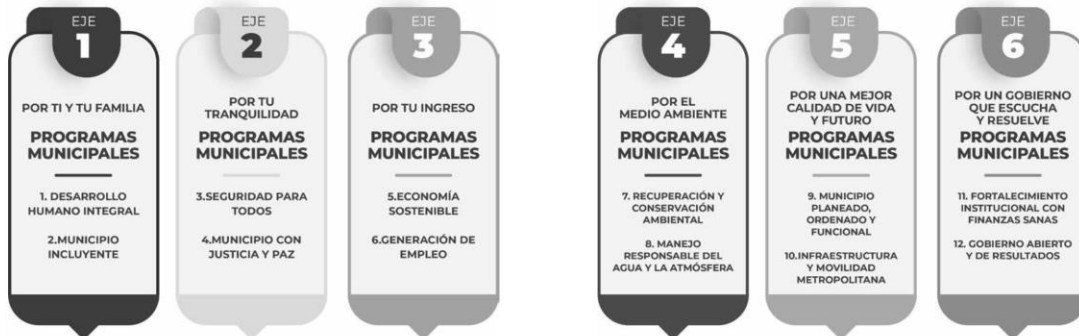 EJE
1
POR TI Y TU FAMILIA
PROGRAMAS
MUNICIPALES
1. DESARROLLO
HUMANO INTEGRAL
2.MUNICIPIO
INCLUYENTE
EJE
2
POR TU
TRANQUILIDAD
PROGRAMAS
MUNICIPALES
3.SEGURIDAD PARA
TODOS
4.MUNICIPIO CON
JUSTICIA Y PAZ
EJE
3
POR TU INGRESO
PROGRAMAS
MUNICIPALES
5.ECONOMÍA
SOSTENIBLE
6.GENERACIÓN DE
EMPLEO
EJE
4
POR EL
MEDIO AMBIENTE
PROGRAMAS
MUNICIPALES
7. RECUPERACIÓN Y
CONSERVACIÓN
AMBIENTAL
8. MANEJO
RESPONSABLE DEL
AGUA Y LA ATMÓSFERA
EJE
5
POR UNA MEJOR
CALIDAD DE VIDA
Y FUTURO
PROGRAMAS
MUNICIPALES
9. MUNICIPIO
PLANEADO,
ORDENADO Y
FUNCIONAL
10.INFRAESTRUCTURA
Y MOVILIDAD
METROPOLITANA
EJE
6
POR UN GOBIERNO
QUE ESCUCHA
Y RESUELVE
PROGRAMAS
MUNICIPALES
11. FORTALECIMIENTO
INSTITUCIONAL CON
FINANZAS SANAS
12. GOBIERNO ABIERTO
Y DE RESULTADOS